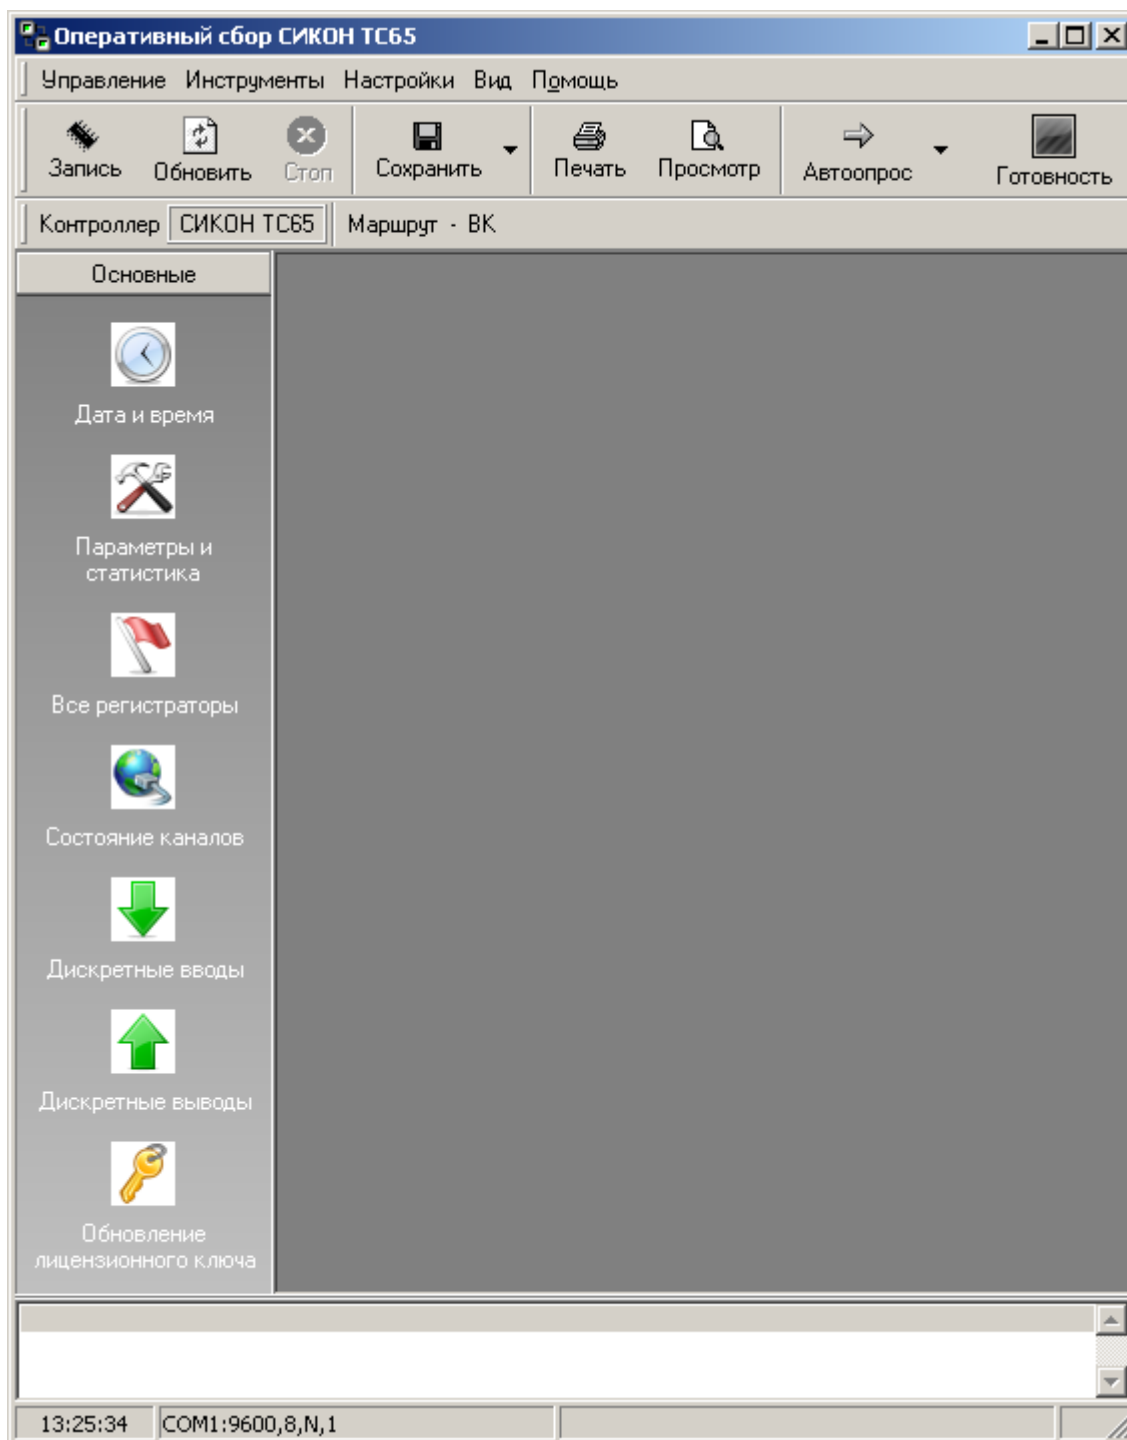 Оперативный сбор СИКОН ТС65
Управление Инструменты Настройки Вид Помощь
Запись Обновить Стоп Сохранить Печать Просмотр Автоопрос Готовность
Контроллер СИКОН ТС65 Маршрут - ВК
Основные
Дата и время
Параметры и
статистика
Все регистраторы
Состояние каналов
Дискретные вводы
Дискретные выводы
Обновление
лицензионного ключа
13:25:34 COM1:9600,8,N,1